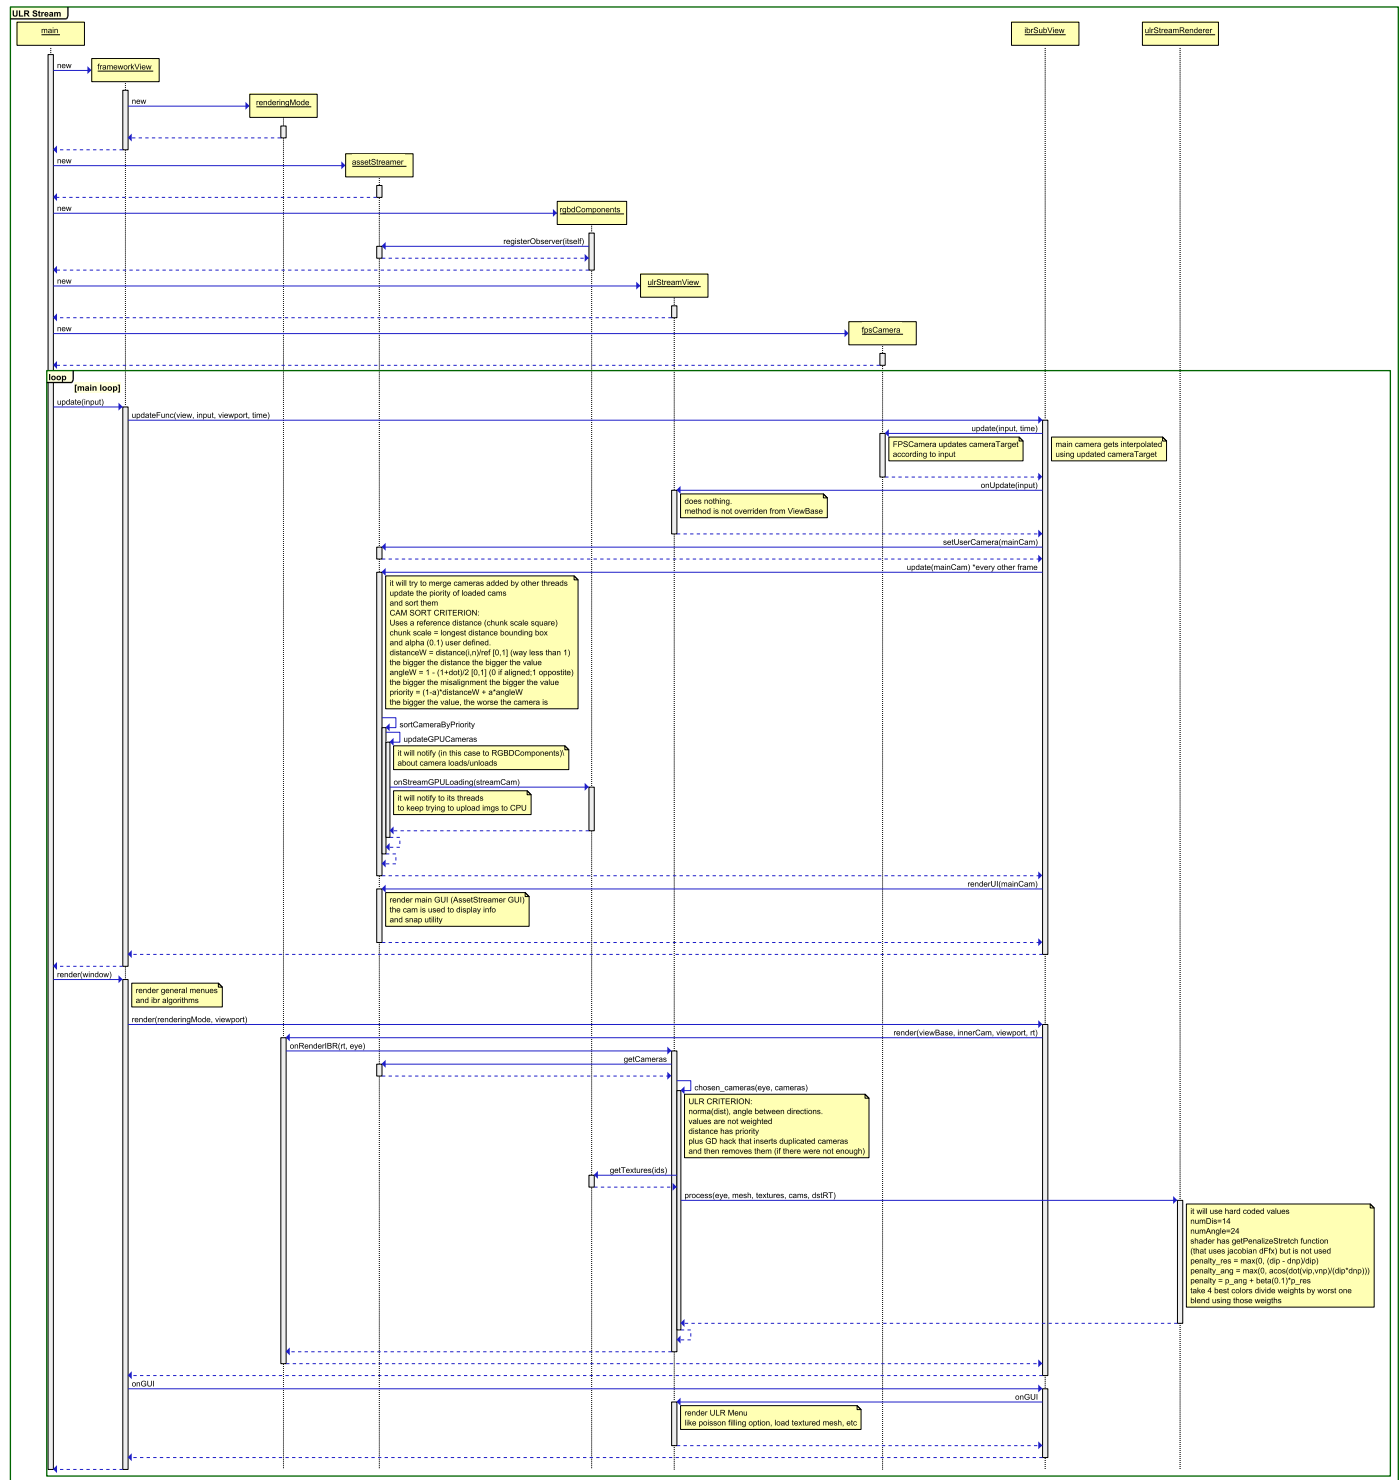 ULR Stream
main
ibrSubView
ulrStreamRenderer
new
frameworkView
new
renderingMode
new
assetStreamer
new
rgbdComponents
registerObserver(itself)
new
ulrStreamView
new
fpsCamera
loop
[main loop]
update(input)
updateFunc(view, input, viewport, time)
update(input, time)
FPSCamera updates cameraTarget
according to input
main camera gets interpolated
using updated cameraTarget
onUpdate(input)
does nothing.
method is not overriden from ViewBase
setUserCamera(mainCam)
update(mainCam) *every other frame
it will try to merge cameras added by other threads
update the piority of loaded cams
and sort them
CAM SORT CRITERION:
Uses a reference distance (chunk scale square)
chunk scale = longest distance bounding box
and alpha (0.1) user defined.
distanceW = distance(i,n)/ref [0,1] (way less than 1)
the bigger the distance the bigger the value
angleW = 1 - (1+dot)/2 [0,1] (0 if aligned;1 oppostite)
the bigger the misalignment the bigger the value
priority = (1-a)*distanceW + a*angleW
the bigger the value, the worse the camera is
sortCameraByPriority
updateGPUCameras
it will notify (in this case to RGBDComponents)\
about camera loads/unloads
onStreamGPULoading(streamCam)
it will notify to its threads
to keep trying to upload imgs to CPU
renderUI(mainCam)
render main GUI (AssetStreamer GUI)
the cam is used to display info
and snap utility
render(window)
render general menues
and ibr algorithms
render(renderingMode, viewport)
render(viewBase, innerCam, viewport, rt)
onRenderIBR(rt, eye)
getCameras
chosen_cameras(eye, cameras)
ULR CRITERION:
norma(dist), angle between directions.
values are not weighted
distance has priority
plus GD hack that inserts duplicated cameras
and then removes them (if there were not enough)
getTextures(ids)
process(eye, mesh, textures, cams, dstRT)
it will use hard coded values
numDis=14
numAngle=24
shader has getPenalizeStretch function
(that uses jacobian dFfx) but is not used
penalty_res = max(0, (dip - dnp)/dip)
penalty_ang = max(0, acos(dot(vip,vnp)/(dip*dnp)))
penalty = p_ang + beta(0.1)*p_res
take 4 best colors divide weights by worst one
blend using those weigths
onGUI
onGUI
render ULR Menu
like poisson filling option, load textured mesh, etc